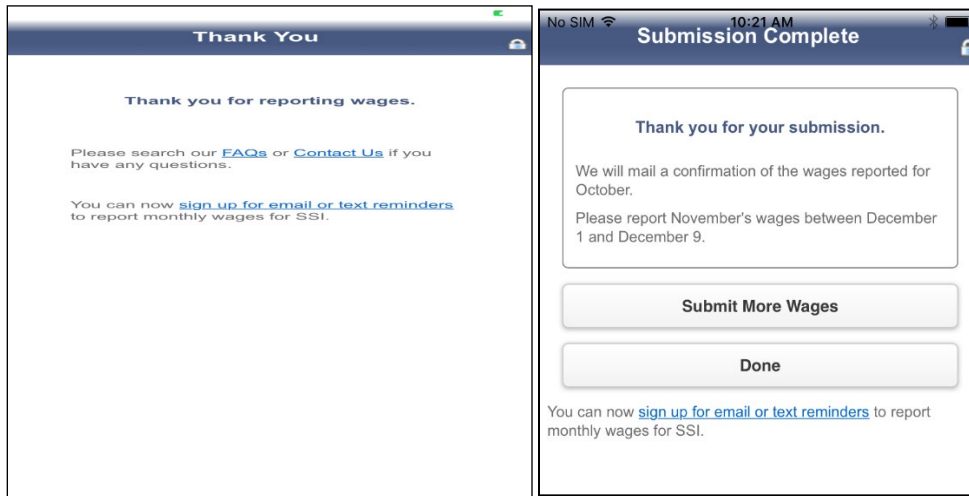 Thank You
Thank you for reporting wages.
Please search our FAQs or Contact Us if you
have any questions.
You can now sign up for email or text reminders
to report monthly wages for SSI.
No SIM 10:21 AM
Submission Complete
Thank you for your submission.
We will mail a confirmation of the wages reported for
October.
Please report November's wages between December
1 and December 9.
Submit More Wages
Done
You can now sign up for email or text reminders to report
monthly wages for SSI.